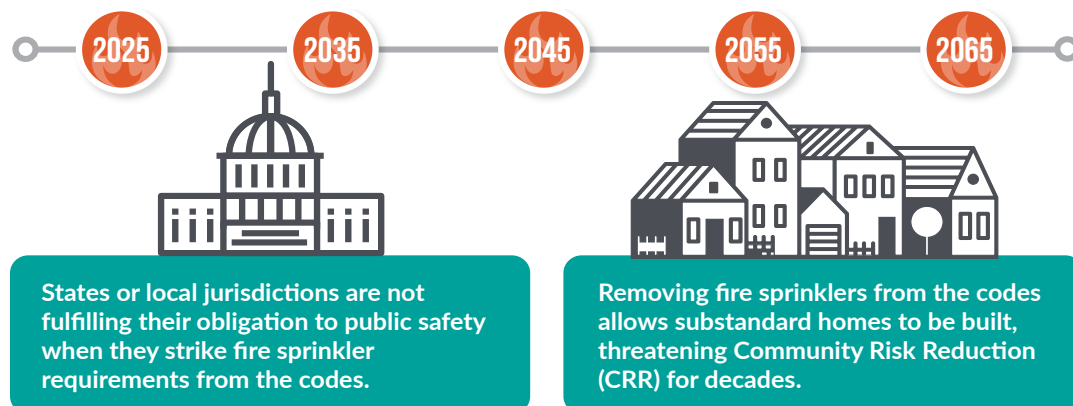 2025 2035 2045 2055 2065
States or local jurisdictions are not
fulfilling their obligation to public safety
when they strike fire sprinkler
requirements from the codes.
Removing fire sprinklers from the codes
allows substandard homes to be built,
threatening Community Risk Reduction
(CRR) for decades.